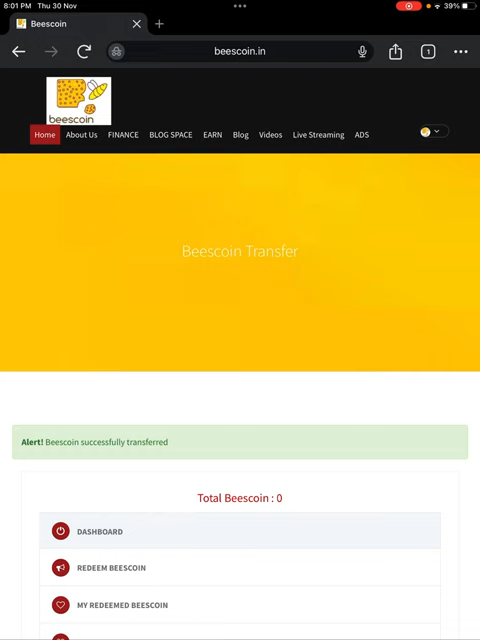 8:01 PM Thu 30 Nov
39%
Beescoin
beescoin.in
1
beescoin
Home About Us FINANCE BLOG SPACE EARN Blog Videos Live Streaming ADS
Beescoin Transfer
Alert! Beescoin successfully transferred
Total Beescoin : 0
DASHBOARD
REDEEM BEESCOIN
MY REDEEMED BEESCOIN